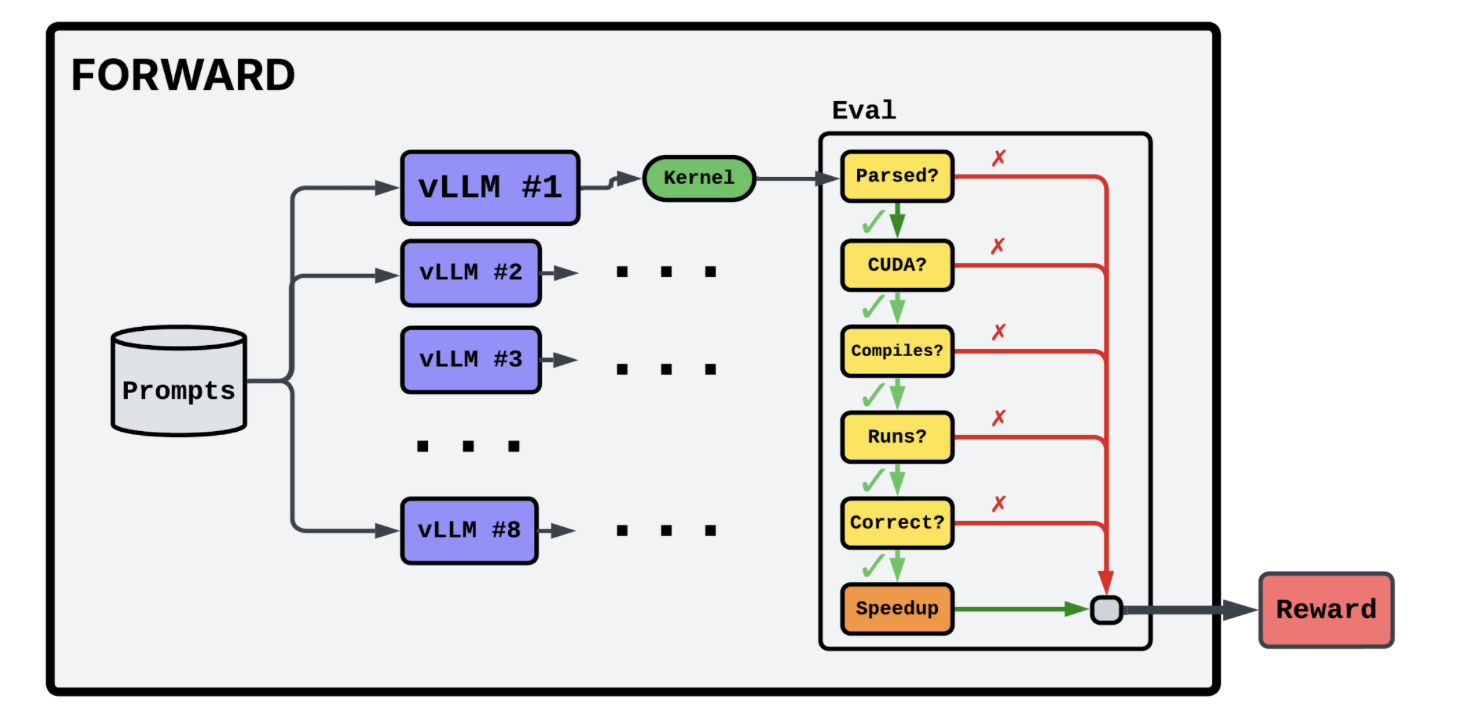 FORWARD
Eval
vLLM #1
Kernel
Parsed?
✗
✓
vLLM #2
CUDA?
✗
✓
Prompts
vLLM #3
Compiles?
✗
✓
Runs?
✗
✓
vLLM #8
Correct?
✗
✓
Speedup
Reward